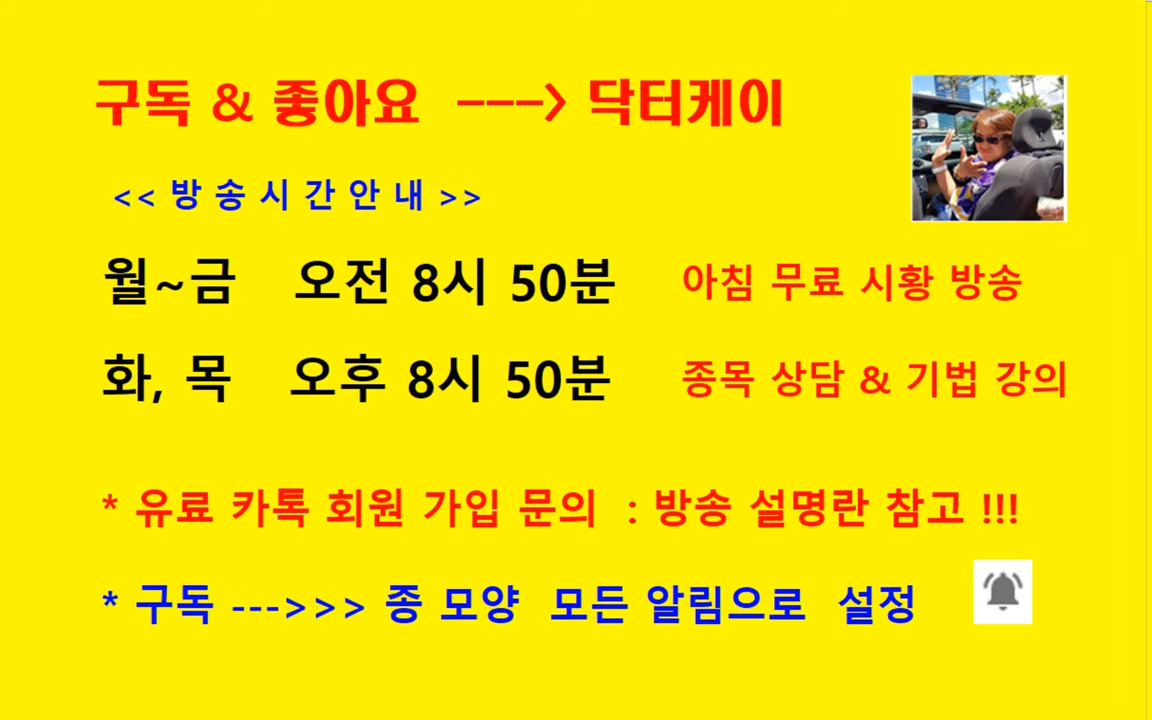 구독 & 좋아요 ---> 닥터케이
<< 방 송 시 간 안 내 >>
월~금 오전 8시 50분 아침 무료 시황 방송
화, 목 오후 8시 50분 종목 상담 & 기법 강의
* 유료 카톡 회원 가입 문의 : 방송 설명란 참고 !!!
* 구독 --->>> 종 모양 모든 알림으로 설정